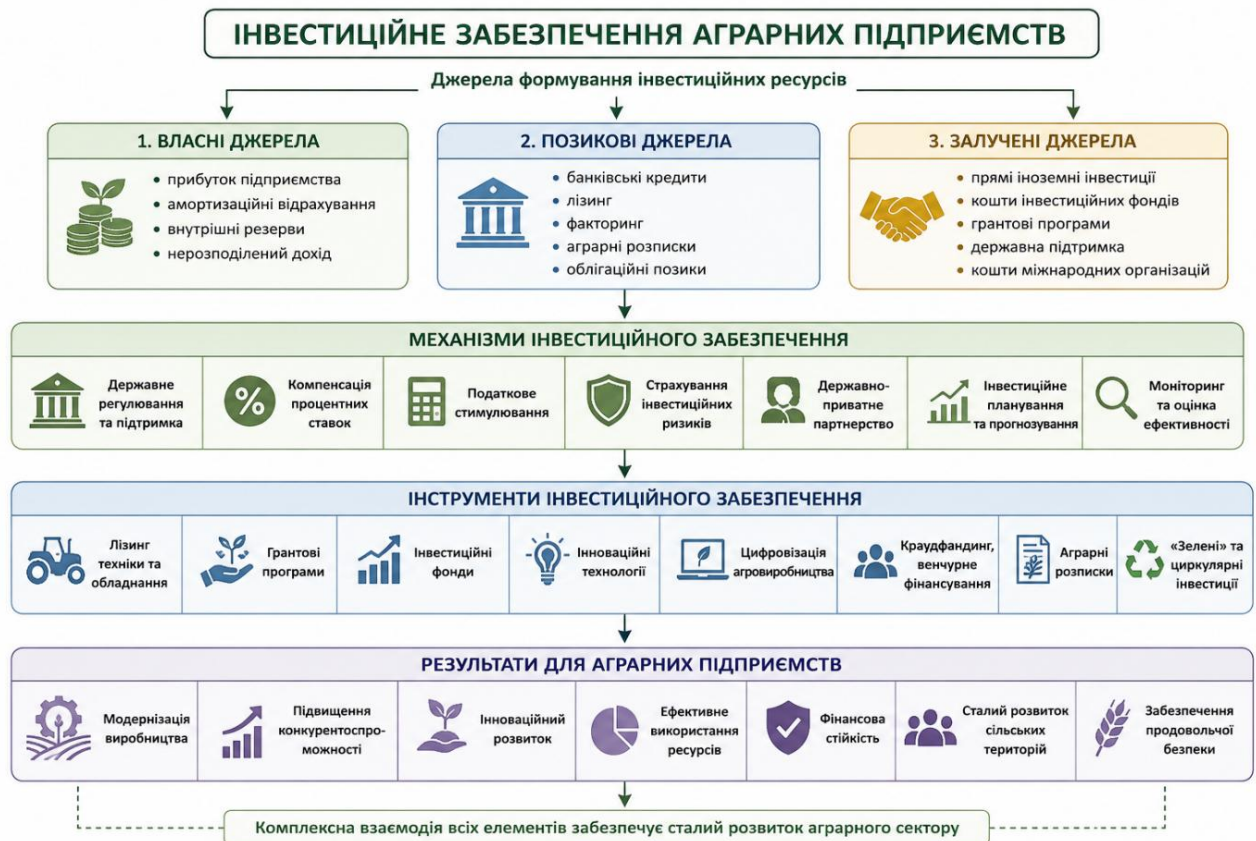 ІНВЕСТИЦІЙНЕ ЗАБЕЗПЕЧЕННЯ АГРАРНИХ ПІДПРИЄМСТВ
Джерела формування інвестиційних ресурсів
1. ВЛАСНІ ДЖЕРЕЛА
• прибуток підприємства
• амортизаційні відрахування
• внутрішні резерви
• нерозподілений дохід
2. ПОЗИКОВІ ДЖЕРЕЛА
• банківські кредити
• лізинг
• факторинг
• аграрні розписки
• облігаційні позики
3. ЗАЛУЧЕНІ ДЖЕРЕЛА
• прямі іноземні інвестиції
• кошти інвестиційних фондів
• грантові програми
• державна підтримка
• кошти міжнародних організацій
МЕХАНІЗМИ ІНВЕСТИЦІЙНОГО ЗАБЕЗПЕЧЕННЯ
Державне
регулювання
та підтримка
%
Компенсація
процентних
ставок
Податкове
стимулювання
Страхування
інвестиційних
ризиків
Державно-
приватне
партнерство
Інвестиційне
планування
та прогнозування
Моніторинг
та оцінка
ефективності
ІНСТРУМЕНТИ ІНВЕСТИЦІЙНОГО ЗАБЕЗПЕЧЕННЯ
Лізинг
техніки та
обладнання
Грантові
програми
Інвестиційні
фонди
Інноваційні
технології
Цифровізація
агровиробництва
Краудфандинг,
венчурне
фінансування
Аграрні
розписки
«Зелені» та
циркулярні
інвестиції
РЕЗУЛЬТАТИ ДЛЯ АГРАРНИХ ПІДПРИЄМСТВ
Модернізація
виробництва
Підвищення
конкурентоспро-
можності
Інноваційний
розвиток
Ефективне
використання
ресурсів
Фінансова
стійкість
Сталий розвиток
сільських
територій
Забезпечення
продовольчої
безпеки
Комплексна взаємодія всіх елементів забезпечує сталий розвиток аграрного сектору